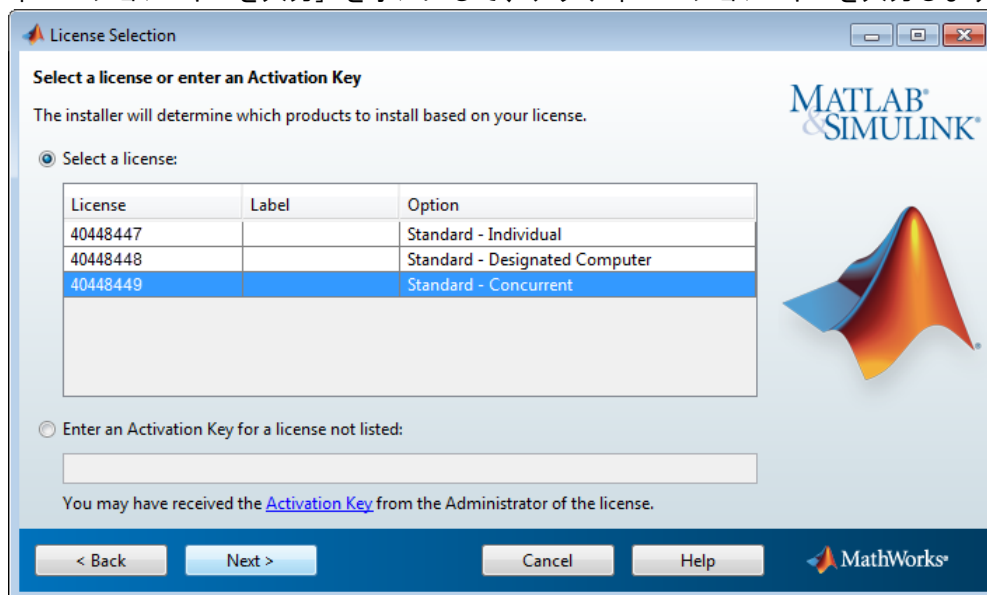 License Selection
Select a license or enter an Activation Key
The installer will determine which products to install based on your license.
MATLAB®
&SIMULINK®
Select a license:
License Label Option
40448447 Standard - Individual
40448448 Standard - Designated Computer
40448449 Standard - Concurrent
Enter an Activation Key for a license not listed:
You may have received the Activation Key from the Administrator of the license.
< Back Next > Cancel Help MathWorks®